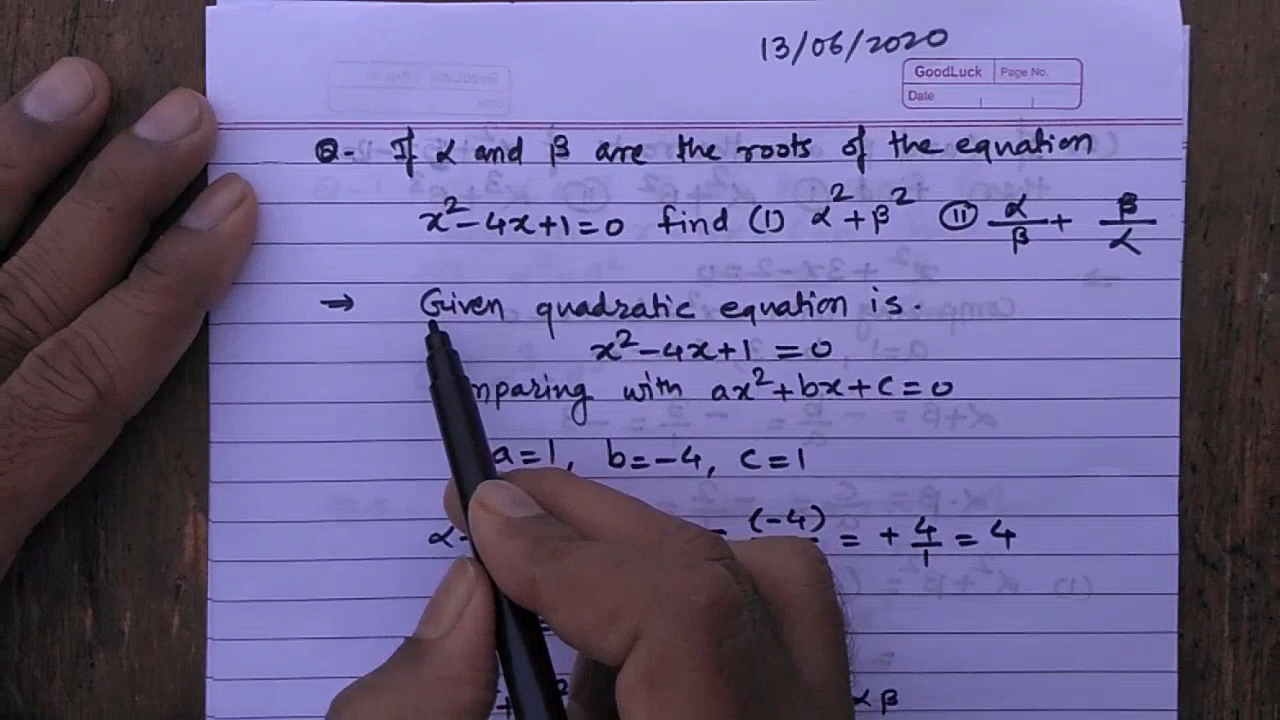 13/06/2020
GoodLuck Page No.
Date
Q- If α and β are the roots of the equation
x²-4x+1=0 find (I) α²+β² (II) α/β + β/α
→ Given quadratic equation is.
x²-4x+1 = 0
mparing with ax²+bx+c=0
a=1, b=-4, c=1
α = (-4) = + 4/1 = 4
αβ